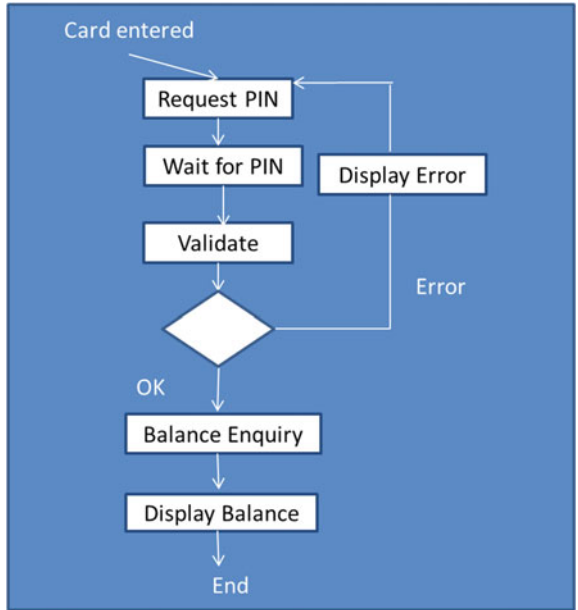 Card entered
Request PIN
Wait for PIN
Display Error
Validate
Error
OK
Balance Enquiry
Display Balance
End